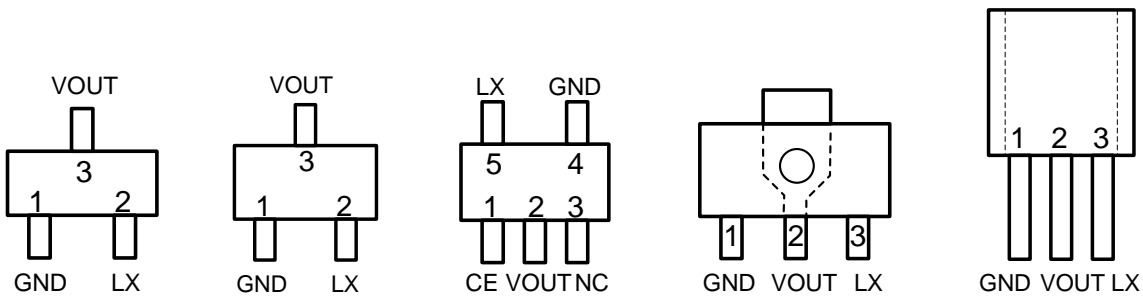 VOUT
3
1 2
GND LX
VOUT
3
1 2
GND LX
LX GND
5 4
1 2 3
CE VOUT NC
1 2 3
GND VOUT LX
1 2 3
GND VOUT LX